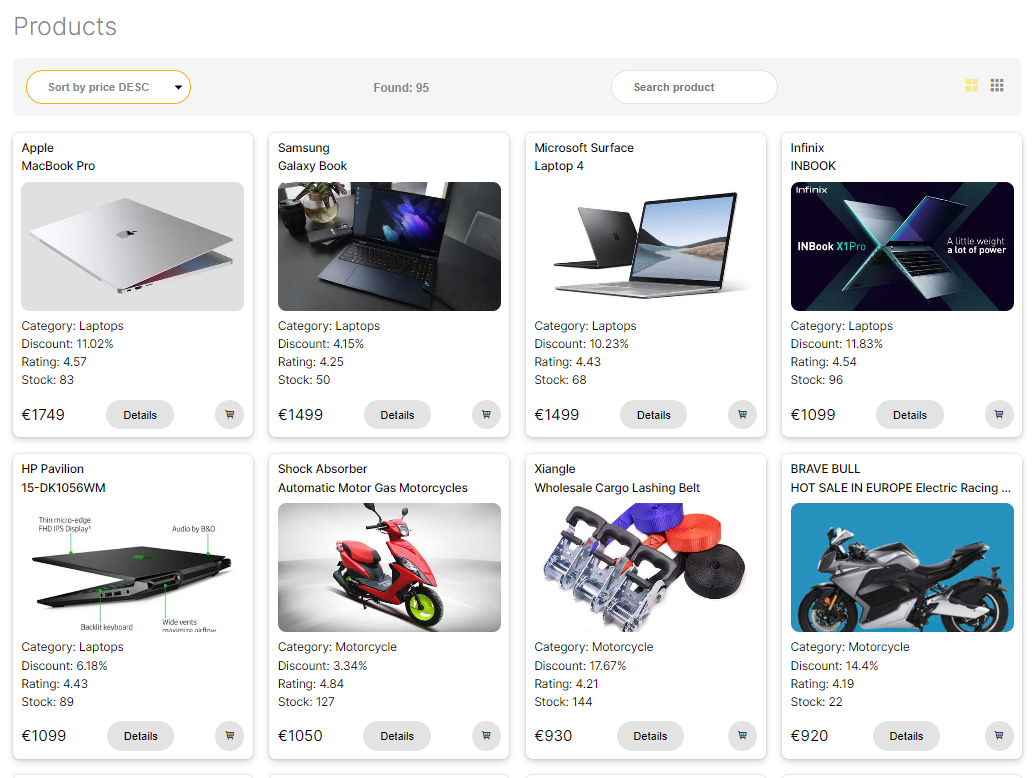 Products
Sort by price DESC
Found: 95
Search product
Apple
MacBook Pro
Category: Laptops
Discount: 11.02%
Rating: 4.57
Stock: 83
€1749
Details
Samsung
Galaxy Book
Category: Laptops
Discount: 4.15%
Rating: 4.25
Stock: 50
€1499
Details
Microsoft Surface
Laptop 4
Category: Laptops
Discount: 10.23%
Rating: 4.43
Stock: 68
€1499
Details
Infinix
INBOOK
Infinix
INBook X1Pro
A little weight
a lot of power
Category: Laptops
Discount: 11.83%
Rating: 4.54
Stock: 96
€1099
Details
HP Pavilion
15-DK1056WM
Thin micro-edge
FHD IPS Display¹
Audio by B&O
Backlit keyboard
Wide vents
maximize airflow
Category: Laptops
Discount: 6.18%
Rating: 4.43
Stock: 89
€1099
Details
Shock Absorber
Automatic Motor Gas Motorcycles
Category: Motorcycle
Discount: 3.34%
Rating: 4.84
Stock: 127
€1050
Details
Xiangle
Wholesale Cargo Lashing Belt
Category: Motorcycle
Discount: 17.67%
Rating: 4.21
Stock: 144
€930
Details
BRAVE BULL
HOT SALE IN EUROPE Electric Racing ...
Category: Motorcycle
Discount: 14.4%
Rating: 4.19
Stock: 22
€920
Details